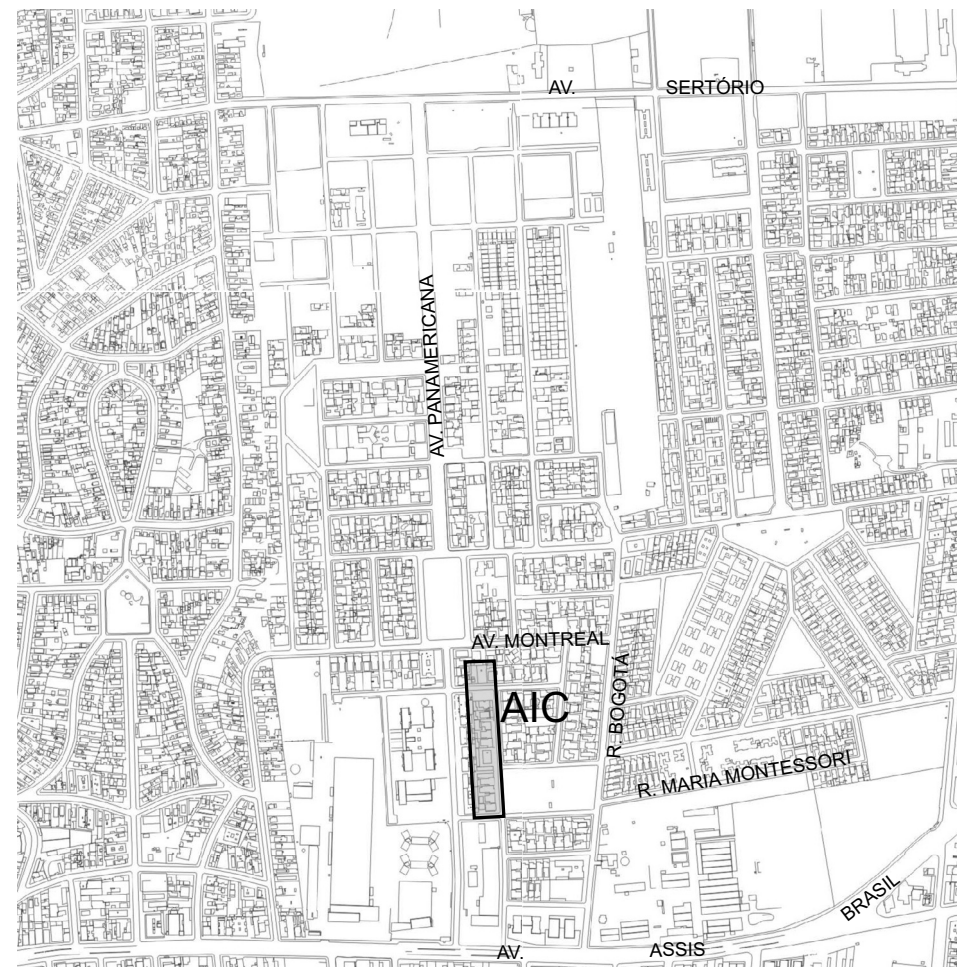 AV. SERTÓRIO
AV. PANAMERICANA
AV. MONTREAL
AIC
R. BOGOTÁ
R. MARIA MONTESSORI
BRASIL
AV. ASSIS